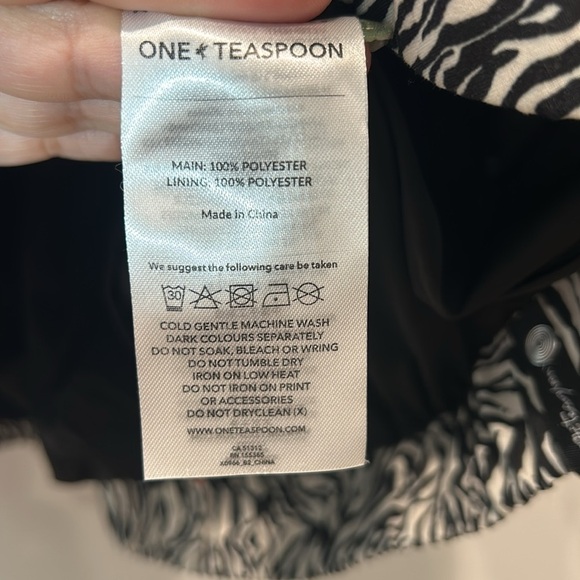 ONE★TEASPOON
MAIN: 100% POLYESTER
LINING: 100% POLYESTER
Made in China
We suggest the following care be taken
30
COLD GENTLE MACHINE WASH
DARK COLOURS SEPARATELY
DO NOT SOAK, BLEACH OR WRING
DO NOT TUMBLE DRY
IRON ON LOW HEAT
DO NOT IRON ON PRINT
OR ACCESSORIES
DO NOT DRYCLEAN (X)
WWW.ONETEASPOON.COM
CA 51312